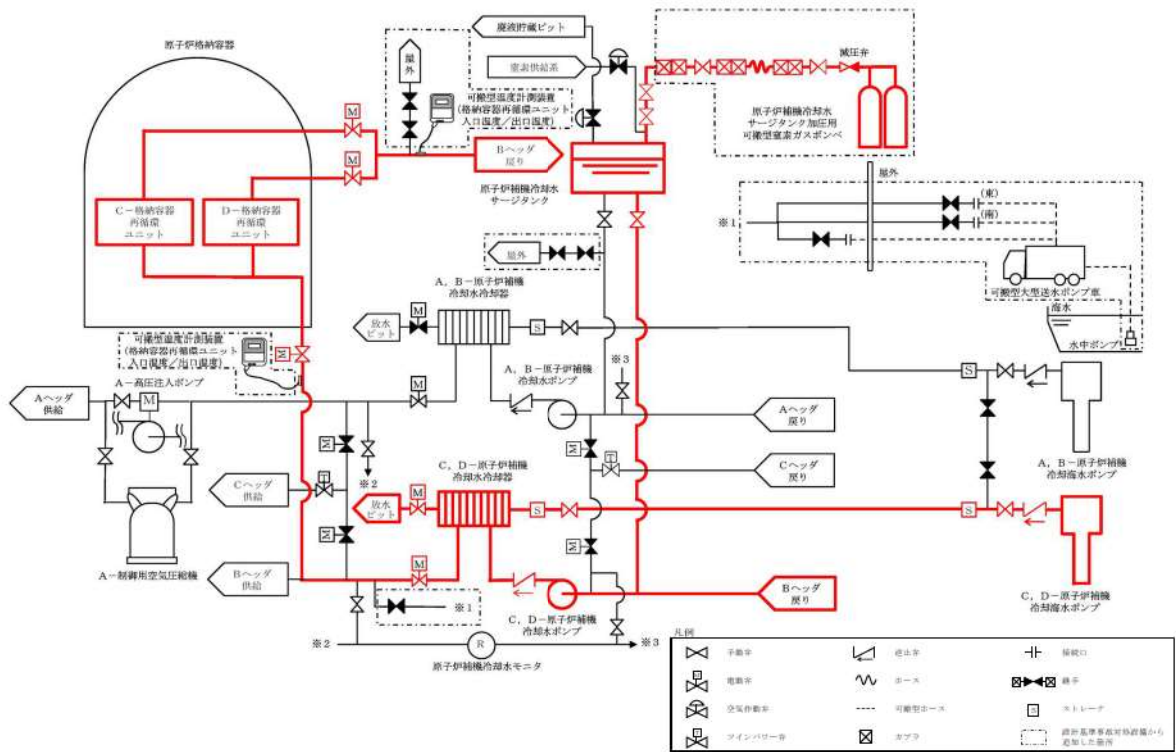 原子炉格納容器
屋外
可搬型温度計測装置
(格納容器再循環ユニット
入口温度/出口温度)
廃液貯蔵ピット
窒素供給系
減圧弁
原子炉補機冷却水
サージタンク加圧用
可搬型窒素ガスボンベ
M
M
Bヘッダ
戻り
原子炉補機冷却水
サージタンク
C-格納容器
再循環
ユニット
D-格納容器
再循環
ユニット
屋外
(東)
(南)
※1
可搬型大型送水ポンプ車
海水
水中ポンプ
屋外
A,B-原子炉補機
冷却水冷却器
放水
ピット
M
S
可搬型温度計測装置
(格納容器再循環ユニット
入口温度/出口温度)
M
※3
A,B-原子炉補機
冷却水ポンプ
S
A-高圧注入ポンプ
M
Aヘッダ
供給
M
Aヘッダ
戻り
A,B-原子炉補機
冷却海水ポンプ
M
M
※2
T
Cヘッダ
戻り
Cヘッダ
供給
T
C,D-原子炉補機
冷却水冷却器
放水
ピット
M
S
S
M
M
A-制御用空気圧縮機
Bヘッダ
供給
M
Bヘッダ
戻り
C,D-原子炉補機
冷却海水ポンプ
※1
C,D-原子炉補機
冷却水ポンプ
※2
R
※3
原子炉補機冷却水モニタ
凡例
手動弁
逆止弁
接続口
M
電動弁
ホース
継手
空気作動弁
可搬型ホース
S
ストレーナ
T
ツインパワー弁
カプラ
設計基準事故対処設備から
追加した箇所